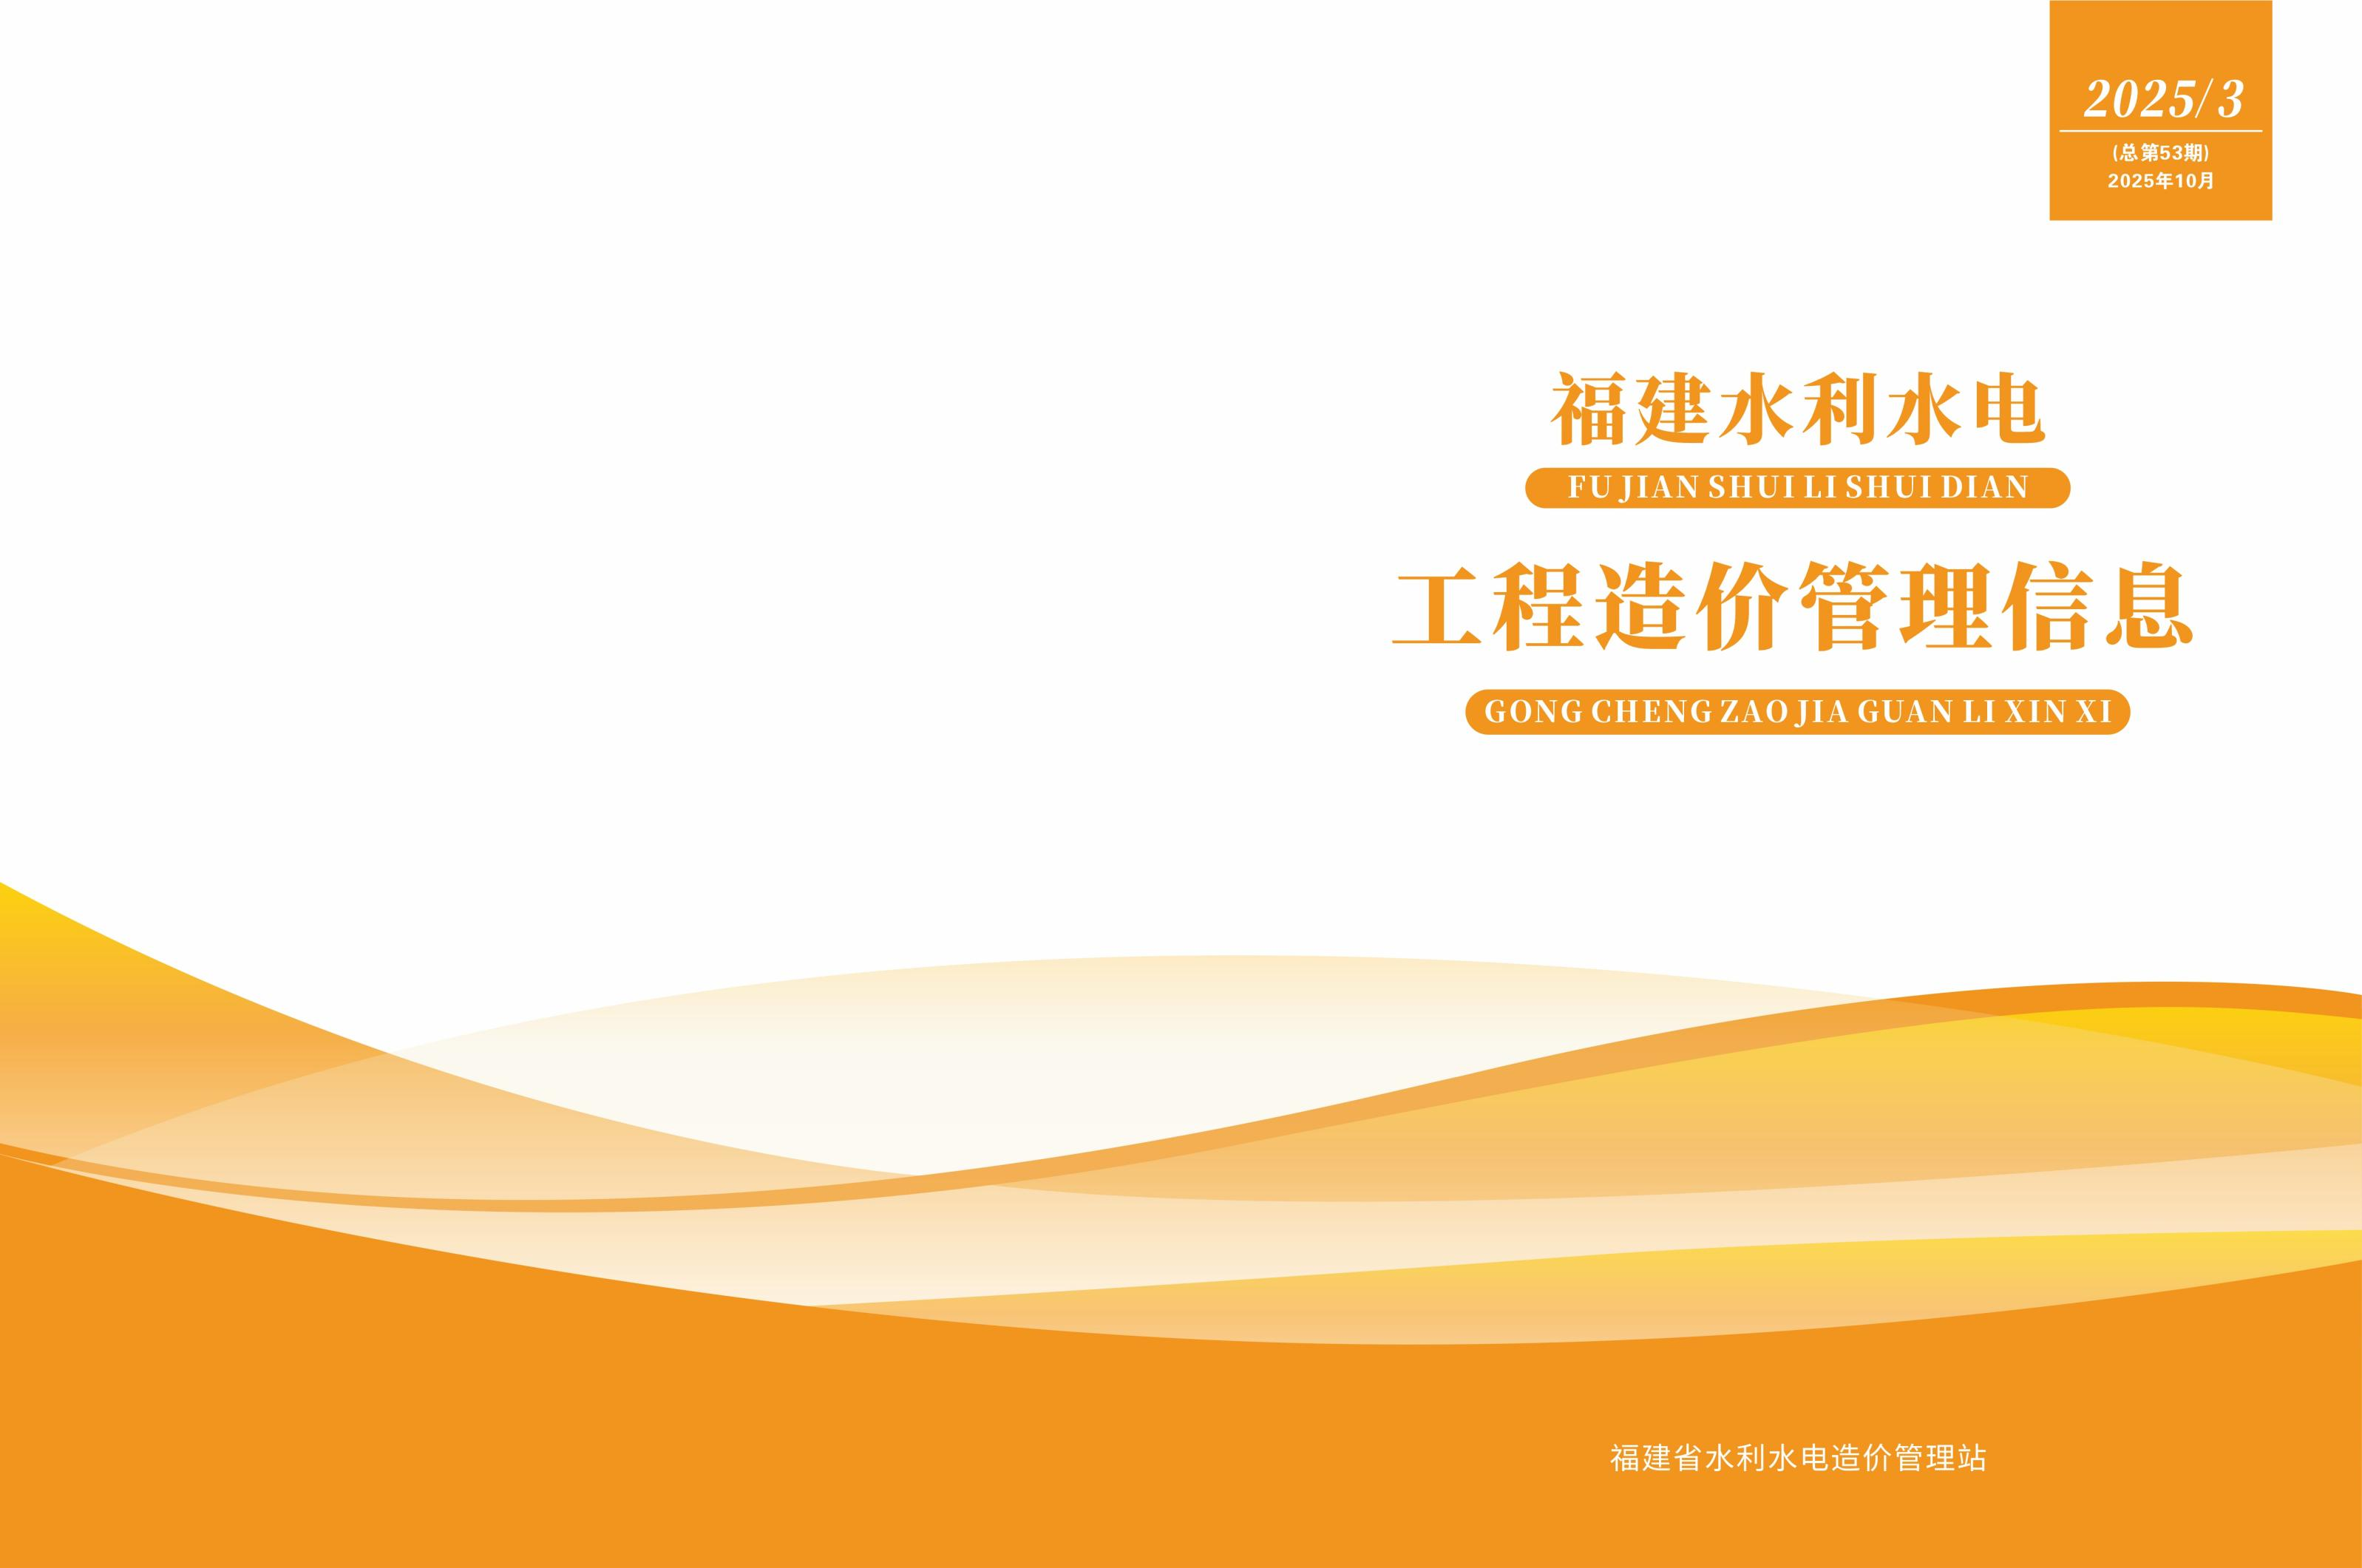 2025/3
(总第53期)
2025年10月
福建水利水电
FU JIAN SHUI LI SHUI DIAN
工程造价管理信息
GONG CHENG ZAO JIA GUAN LI XIN XI
福建省水利水电造价管理站